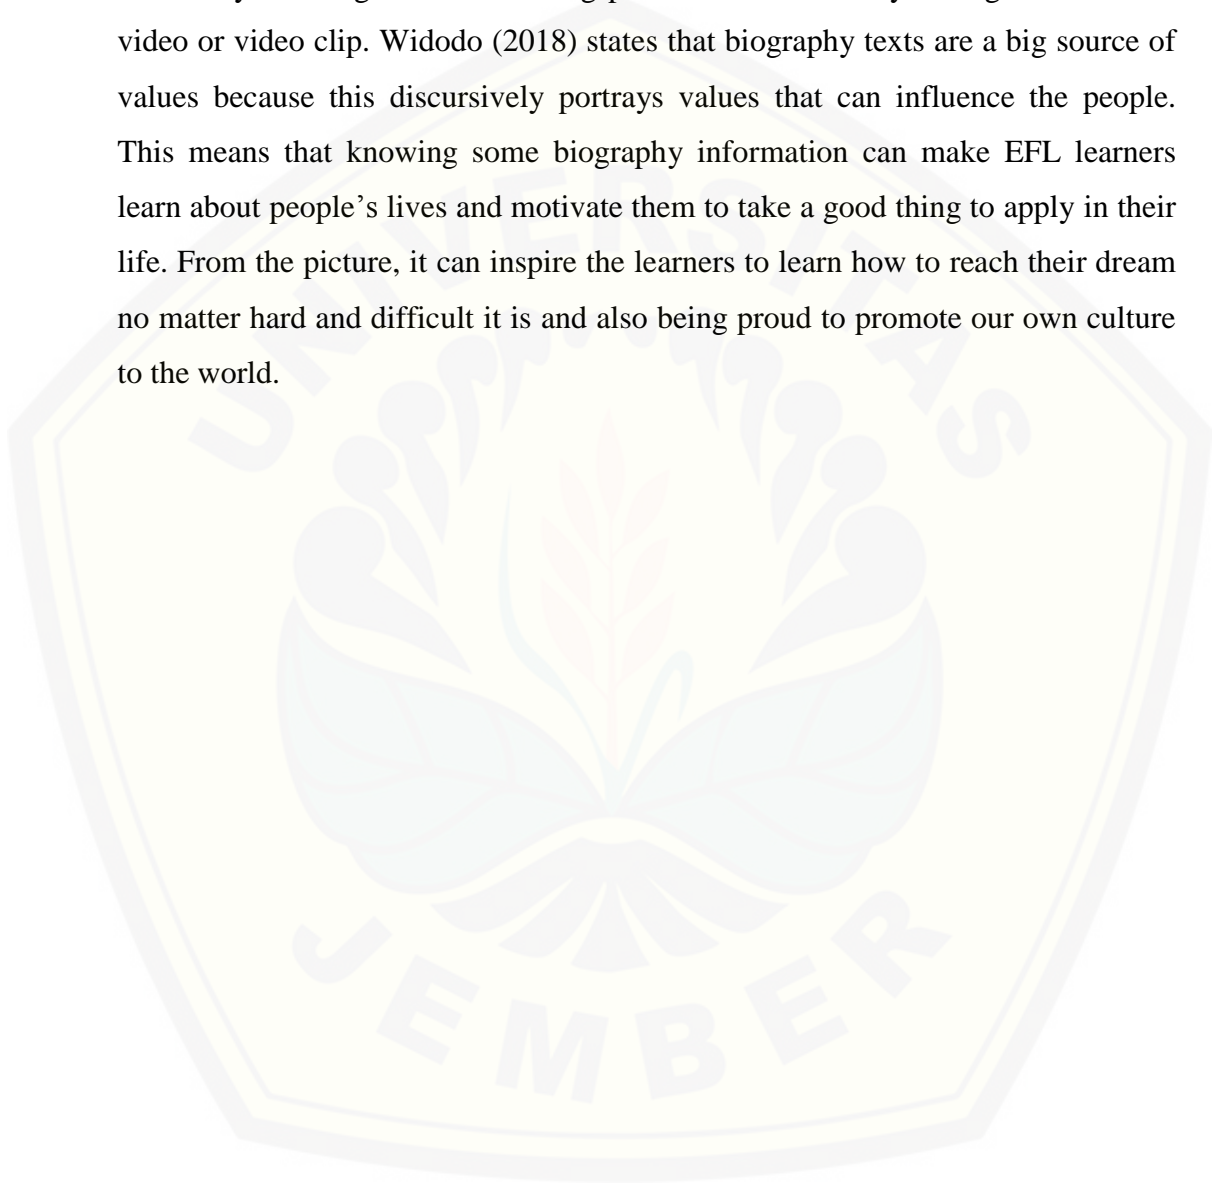 video or video clip. Widodo (2018) states that biography texts are a big source of
values because this discursively portrays values that can influence the people.
This means that knowing some biography information can make EFL learners
learn about people’s lives and motivate them to take a good thing to apply in their
life. From the picture, it can inspire the learners to learn how to reach their dream
no matter hard and difficult it is and also being proud to promote our own culture
to the world.
UNIVERSITAS
JEMBER